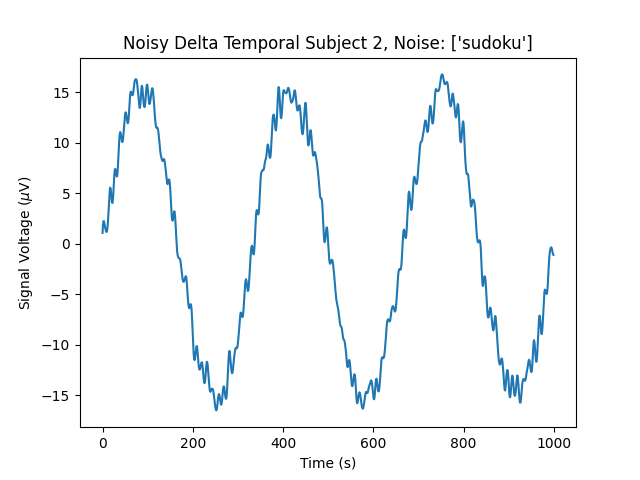 Noisy Delta Temporal Subject 2, Noise: ['sudoku']
Signal Voltage (μV)
15
10
5
0
−5
−10
−15
0 200 400 600 800 1000
Time (s)